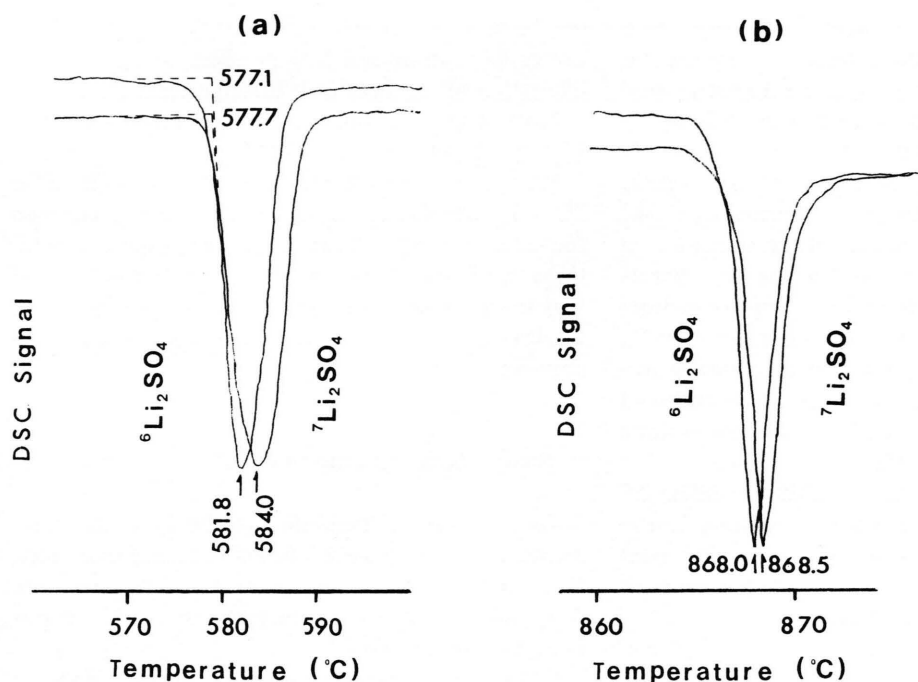 (a)
577.1
577.7
DSC Signal
⁶Li₂SO₄
⁷Li₂SO₄
581.8
584.0
570 580 590
Temperature (°C)
(b)
⁶Li₂SO₄
DSC Signal
⁷Li₂SO₄
868.0
868.5
860 870
Temperature (°C)